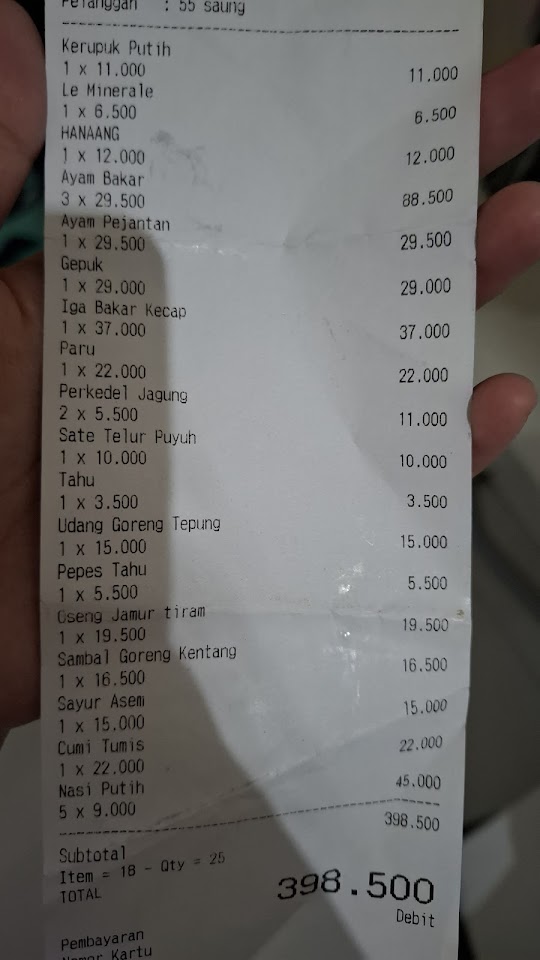 Pelanggan : 55 saung
Kerupuk Putih
1 x 11.000 11.000
Le Minerale
1 x 6.500 6.500
HANAANG
1 x 12.000 12.000
Ayam Bakar
3 x 29.500 88.500
Ayam Pejantan
1 x 29.500 29.500
Gepuk
1 x 29.000 29.000
Iga Bakar Kecap
1 x 37.000 37.000
Paru
1 x 22.000 22.000
Perkedel Jagung
2 x 5.500 11.000
Sate Telur Puyuh
1 x 10.000 10.000
Tahu
1 x 3.500 3.500
Udang Goreng Tepung
1 x 15.000 15.000
Pepes Tahu
1 x 5.500 5.500
Oseng Jamur tiram
1 x 19.500 19.500
Sambal Goreng Kentang
1 x 16.500 16.500
Sayur Asem
1 x 15.000 15.000
Cumi Tumis
1 x 22.000 22.000
Nasi Putih
5 x 9.000 45.000
Subtotal 398.500
Item = 18 - Qty = 25
TOTAL 398.500
Debit
Pembayaran
Nomor Kartu